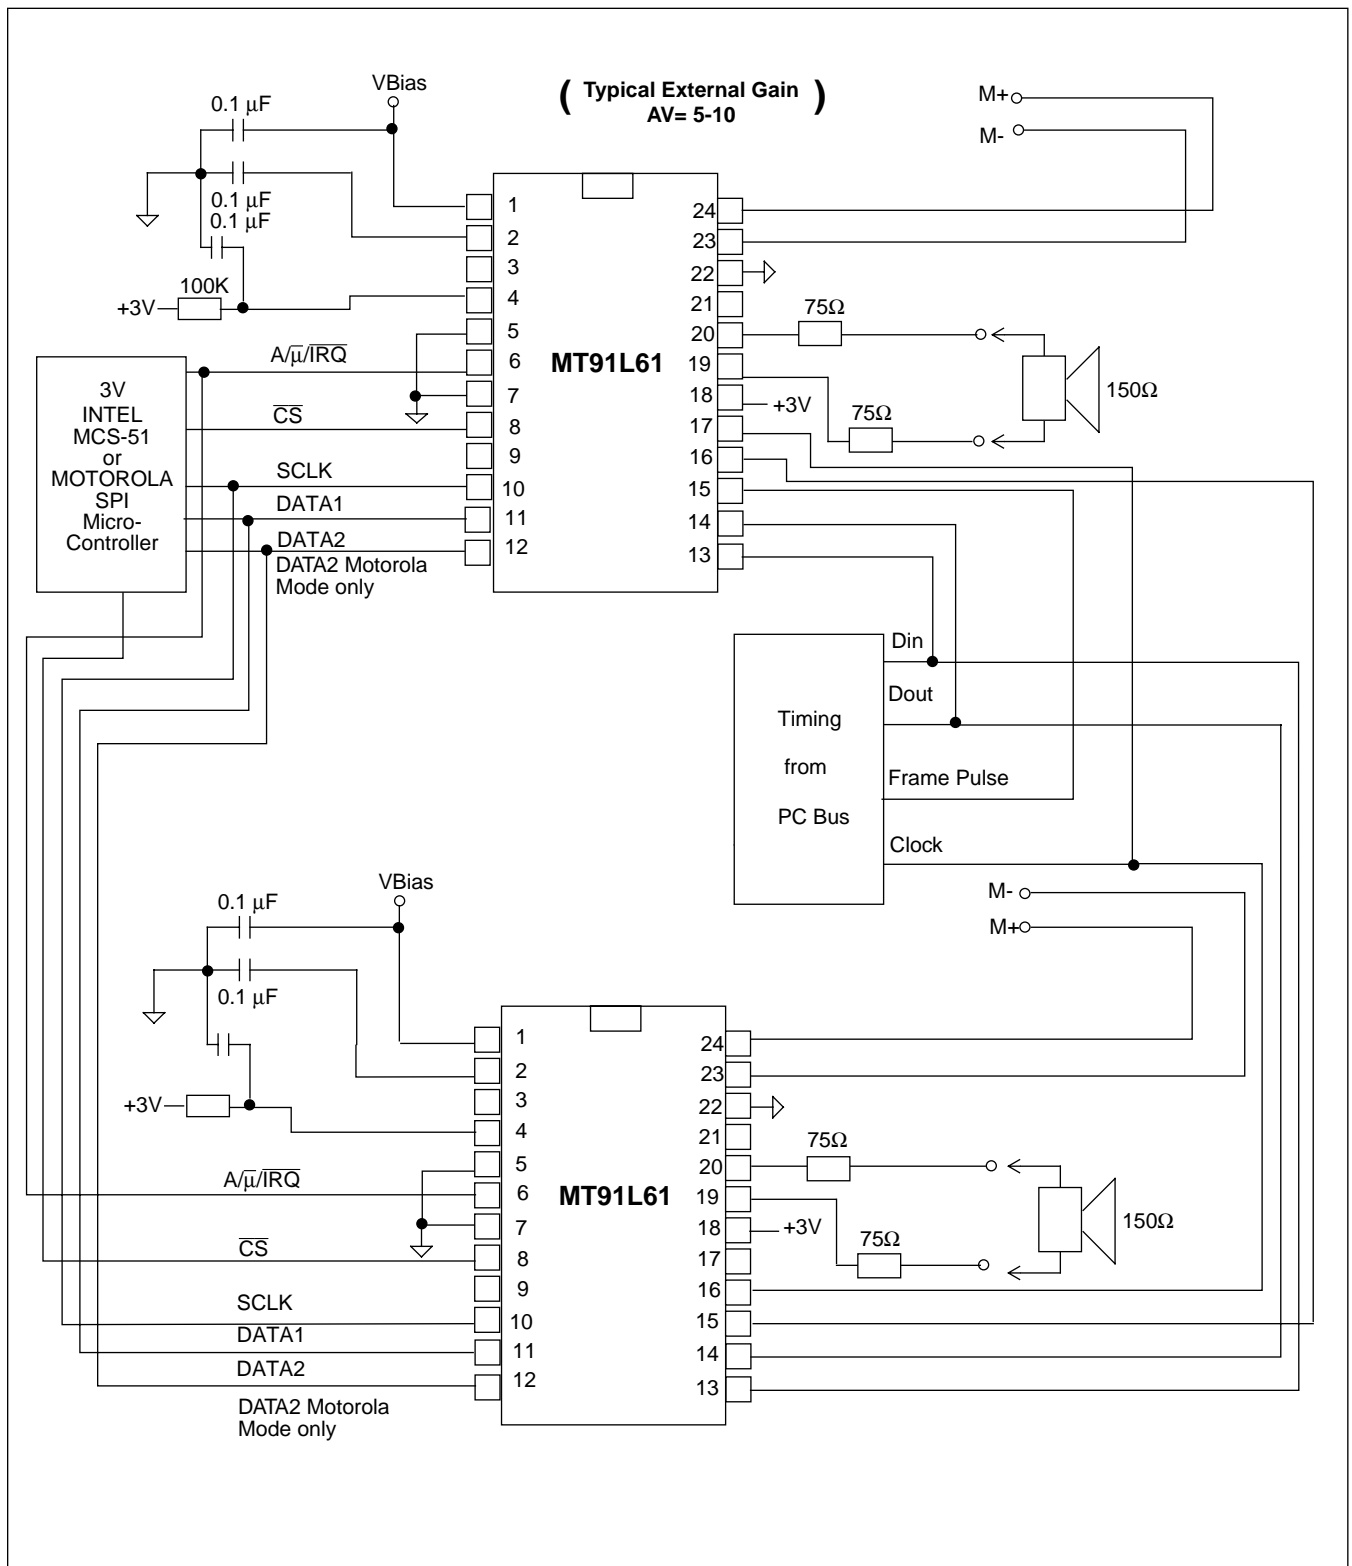 VBias
0.1 μF
( Typical External Gain )
AV= 5-10
M+
M-
0.1 μF
0.1 μF
100K
+3V
1
2
3
4
5
6
7
8
9
10
11
12
24
23
22
21
20
19
18
17
16
15
14
13
MT91L61
75Ω
75Ω
+3V
150Ω
A/μ̅/I̅R̅Q̅
C̅S̅
SCLK
DATA1
DATA2
DATA2 Motorola
Mode only
3V
INTEL
MCS-51
or
MOTOROLA
SPI
Micro-
Controller
Timing
from
PC Bus
Din
Dout
Frame Pulse
Clock
M-
M+
VBias
0.1 μF
0.1 μF
+3V
1
2
3
4
5
6
7
8
9
10
11
12
24
23
22
21
20
19
18
17
16
15
14
13
MT91L61
75Ω
75Ω
+3V
150Ω
A/μ̅/I̅R̅Q̅
C̅S̅
SCLK
DATA1
DATA2
DATA2 Motorola
Mode only